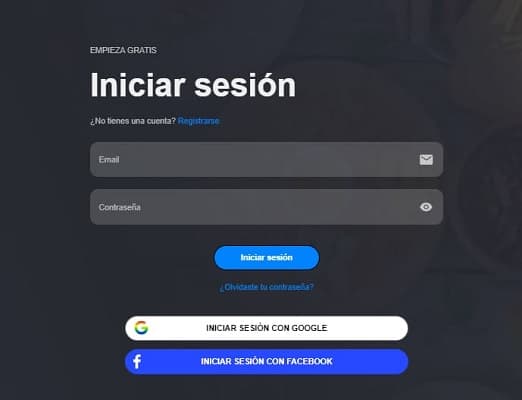 EMPIEZA GRATIS
Iniciar sesión
¿No tienes una cuenta? Registrarse
Email
Contraseña
Iniciar sesión
¿Olvidaste tu contraseña?
INICIAR SESIÓN CON GOOGLE
INICIAR SESIÓN CON FACEBOOK